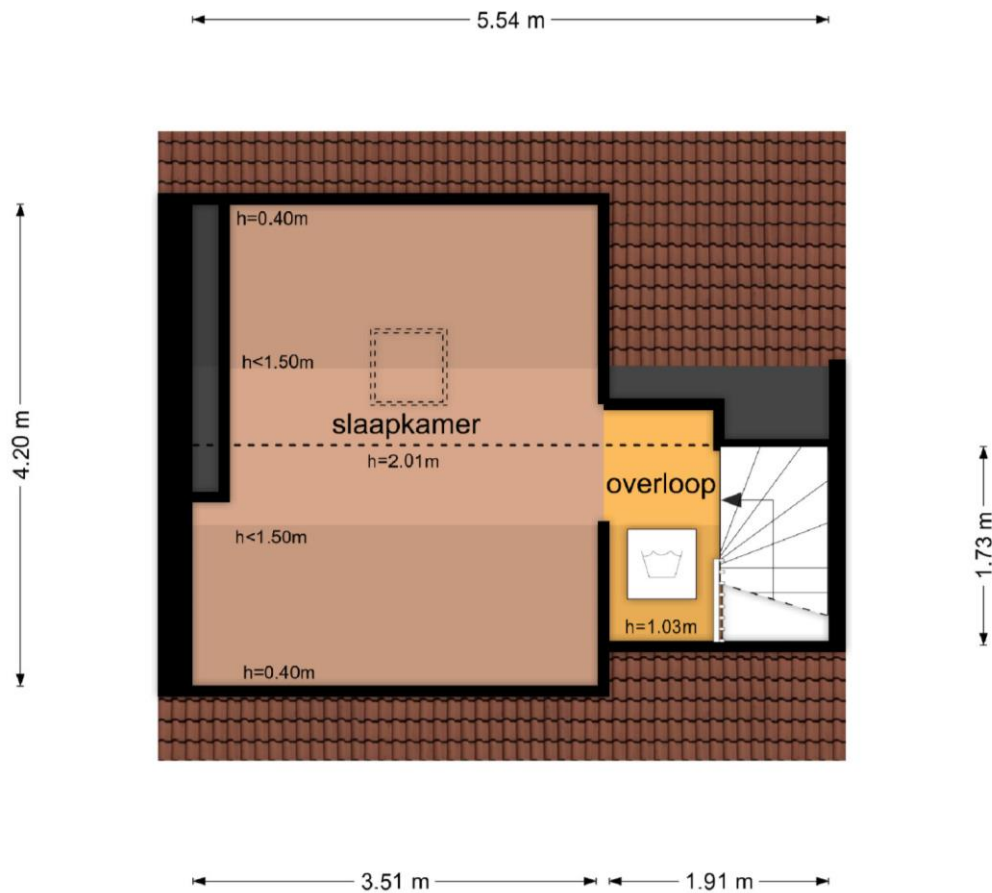 5.54 m
h=0.40m
h<1.50m
slaapkamer
h=2.01m
4.20 m
overloop
h<1.50m
1.73 m
h=1.03m
h=0.40m
3.51 m
1.91 m